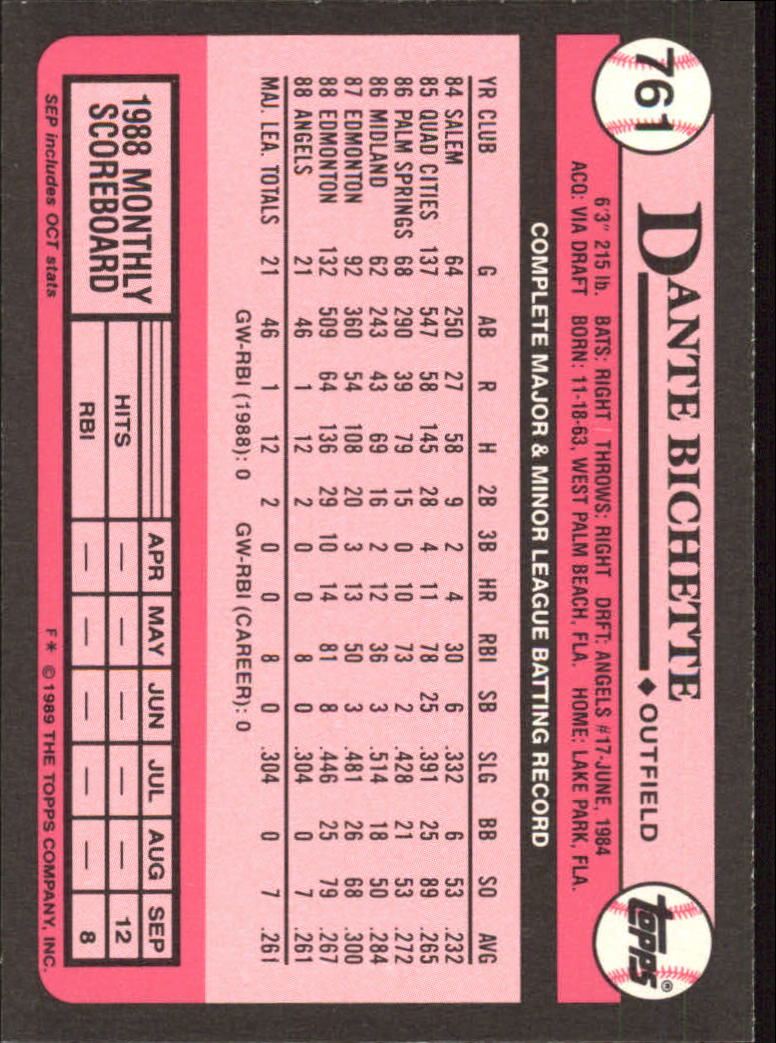 761
DANTE BICHETTE ♦ OUTFIELD
topps®
6'3" 215 lb. BATS: RIGHT THROWS: RIGHT DRFT: ANGELS #17-JUNE, 1984
ACQ: VIA DRAFT BORN: 11-18-63, WEST PALM BEACH, FLA. HOME: LAKE PARK, FLA.
COMPLETE MAJOR & MINOR LEAGUE BATTING RECORD
YR CLUB G AB R H 2B 3B HR RBI SB SLG BB SO AVG
84 SALEM 64 250 27 58 9 2 4 30 6 .332 6 53 .232
85 QUAD CITIES 137 547 58 145 28 4 11 78 25 .391 25 89 .265
86 PALM SPRINGS 68 290 39 79 15 0 10 73 2 .428 21 53 .272
86 MIDLAND 62 243 43 69 16 2 12 36 3 .514 18 50 .284
87 EDMONTON 92 360 54 108 20 3 13 50 3 .481 26 68 .300
88 EDMONTON 132 509 64 136 29 10 14 81 8 .446 25 79 .267
88 ANGELS 21 46 1 12 2 0 0 8 0 .304 0 7 .261
MAJ. LEA. TOTALS 21 46 1 12 2 0 0 8 0 .304 0 7 .261
GW-RBI (1988): 0 GW-RBI (CAREER): 0
1988 MONTHLY
SCOREBOARD
APR MAY JUN JUL AUG SEP
HITS — — — — — 12
RBI — — — — — 8
SEP includes OCT stats
F* © 1989 THE TOPPS COMPANY, INC.